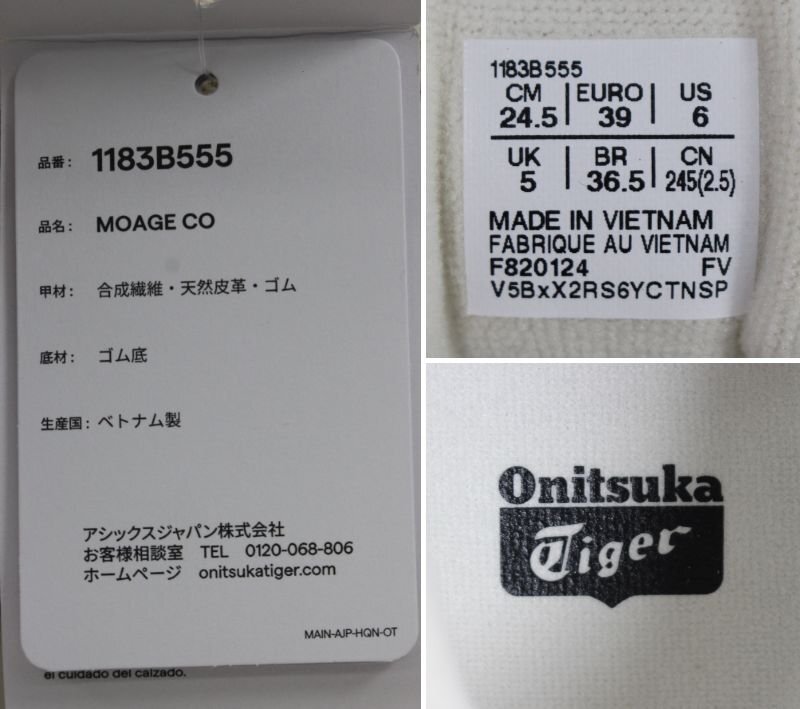 品番： 1183B555
品名： MOAGE CO
甲材： 合成繊維・天然皮革・ゴム
底材： ゴム底
生産国：ベトナム製
アシックスジャパン株式会社
お客様相談室 TEL 0120-068-806
ホームページ onitsukatiger.com
MAIN-AJP-HQN-OT
el cuidado del calzado.
1183B555
CM | EURO | US
24.5 | 39 | 6
UK | BR | CN
5 | 36.5 | 245(2.5)
MADE IN VIETNAM
FABRIQUE AU VIETNAM
F820124 FV
V5BxX2RS6YCTNSP
Onitsuka
Tiger